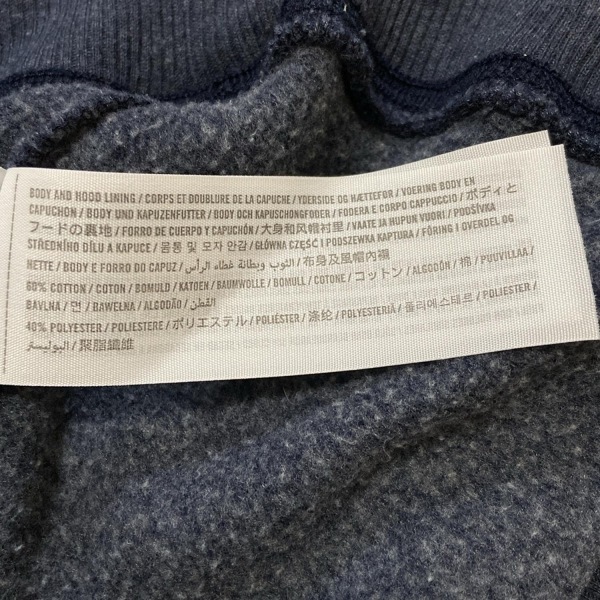 BODY AND HOOD LINING / CORPS ET DOUBLURE DE LA CAPUCHE / YDERSIDE OG HÆTTEFØR / VOERING BODY EN
CAPUCHON / BODY UND KAPUZENFUTTER / BODY OCH KAPUSCHONGFODER / FODERA E CORPO CAPPUCCIO / ボディと
フードの裏地 / FORRO DE CUERPO Y CAPUCHÓN / 大身和风帽衬里 / VAATE JA HUPUN VUORI / PODŠÍVKA
STŘEDNÍHO DÍLU A KAPUCE / 몸통 및 모자 안감 / GŁÓWNA CZĘŚĆ I PODSZEWKA KAPTURA / FÔRING I OVERDEL OG
HETTE / BODY E FORRO DO CAPUZ / الثوب وبطانة غطاء الرأس / 布身及風帽內襯
60% COTTON / COTON / BOMULD / KATOEN / BAUMWOLLE / BOMULL / COTONE / コットン / ALGODÓN / 棉 / PUUVILLAA /
BAVLNA / 면 / BAWEŁNA / ALGODÃO / القطن /
40% POLYESTER / POLIESTERE / ポリエステル / POLIÉSTER / 涤纶 / POLYESTERIÄ / 폴리에스테르 / POLIESTER /
البوليستر / 聚脂纖維